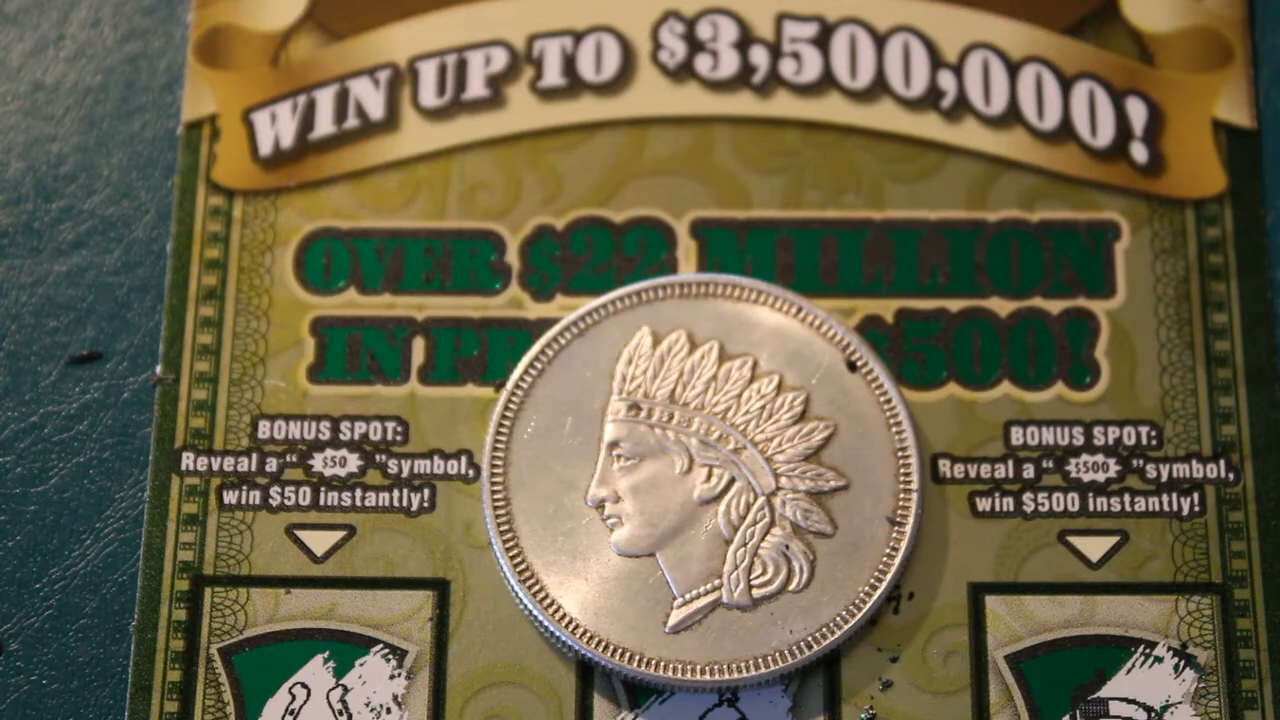 WIN UP TO $3,500,000!
OVER $22 MILLION
IN PR $500!
BONUS SPOT:
Reveal a " $50 " symbol,
win $50 instantly!
BONUS SPOT:
Reveal a " $500 " symbol,
win $500 instantly!
LIBERTY